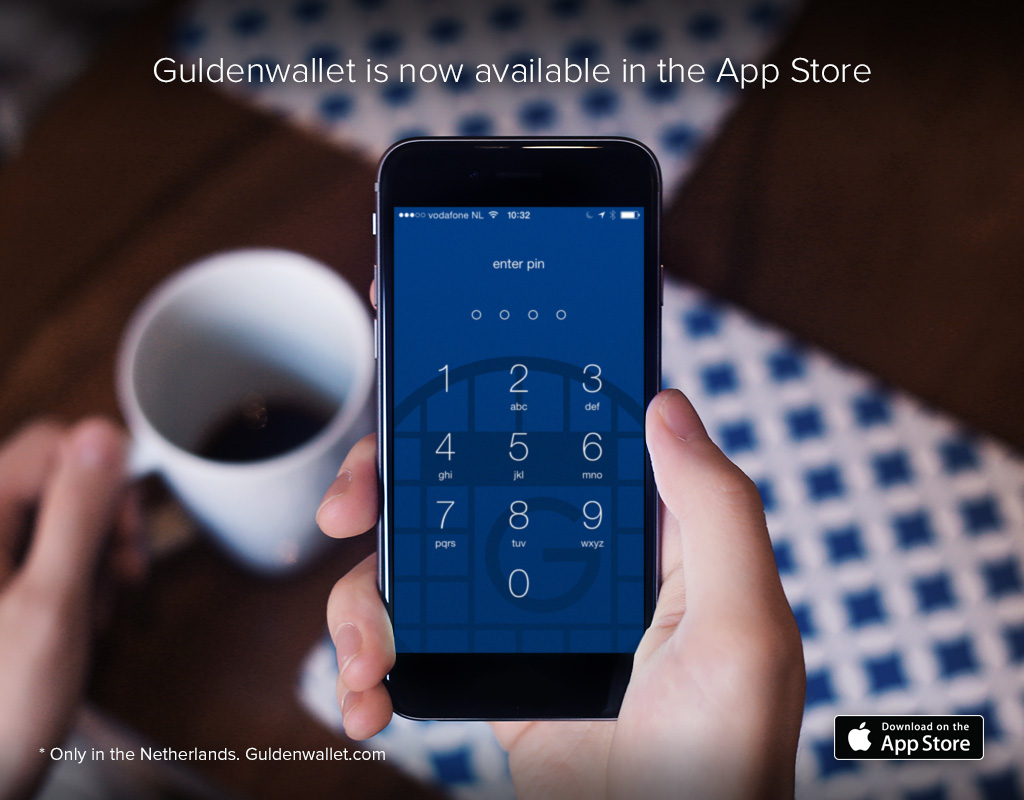 Guldenwallet is now available in the App Store
vodafone NL 10:32
enter pin
1 2 3
abc def
4 5 6
ghi jkl mno
7 8 9
pqrs tuv wxyz
G
0
* Only in the Netherlands. Guldenwallet.com
Download on the
App Store